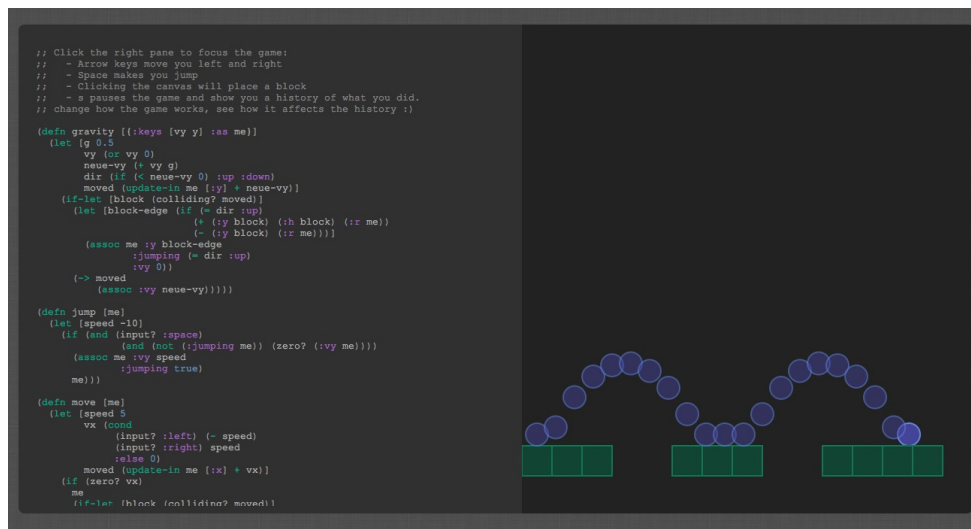 ;; Click the right pane to focus the game:
;;   - Arrow keys move you left and right
;;   - Space makes you jump
;;   - Clicking the canvas will place a block
;;   - s pauses the game and show you a history of what you did.
;; change how the game works, see how it affects the history :)
(defn gravity [{:keys [vy y] :as me}]
  (let [g 0.5
        vy (or vy 0)
        neue-vy (+ vy g)
        dir (if (< neue-vy 0) :up :down)
        moved (update-in me [:y] + neue-vy)]
    (if-let [block (colliding? moved)]
      (let [block-edge (if (= dir :up)
                         (+ (:y block) (:h block) (:r me))
                         (- (:y block) (:r me)))]
        (assoc me :y block-edge
               :jumping (= dir :up)
               :vy 0))
      (-> moved
          (assoc :vy neue-vy)))))
(defn jump [me]
  (let [speed -10]
    (if (and (input? :space)
             (and (not (:jumping me)) (zero? (:vy me))))
      (assoc me :vy speed
             :jumping true)
      me)))
(defn move [me]
  (let [speed 5
        vx (cond
             (input? :left) (- speed)
             (input? :right) speed
             :else 0)
        moved (update-in me [:x] + vx)]
    (if (zero? vx)
      me
      (if-let [block (colliding? moved)]